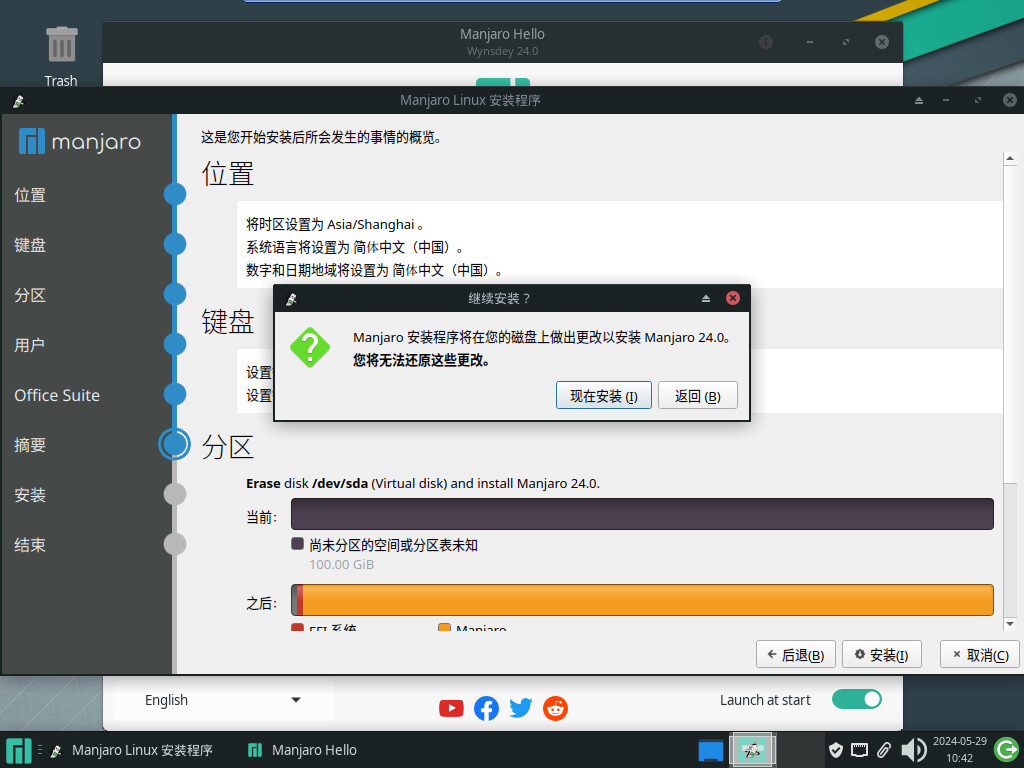 Manjaro Hello
Wynsdey 24.0
Trash
Manjaro Linux 安装程序
manjaro
这是您开始安装后所会发生的事情的概览。
位置
位置
将时区设置为 Asia/Shanghai 。
系统语言将设置为 简体中文（中国）。
数字和日期地域将设置为 简体中文（中国）。
键盘
分区
用户
Office Suite
摘要
安装
结束
键盘
设置
设置
继续安装？
Manjaro 安装程序将在您的磁盘上做出更改以安装 Manjaro 24.0。
您将无法还原这些更改。
现在安装 (I)
返回 (B)
分区
Erase disk /dev/sda (Virtual disk) and install Manjaro 24.0.
当前：
尚未分区的空间或分区表未知
100.00 GiB
之后：
EFI 系统
Manjaro
后退(B)
安装(I)
取消(C)
English
Launch at start
Manjaro Linux 安装程序
Manjaro Hello
2024-05-29
10:42